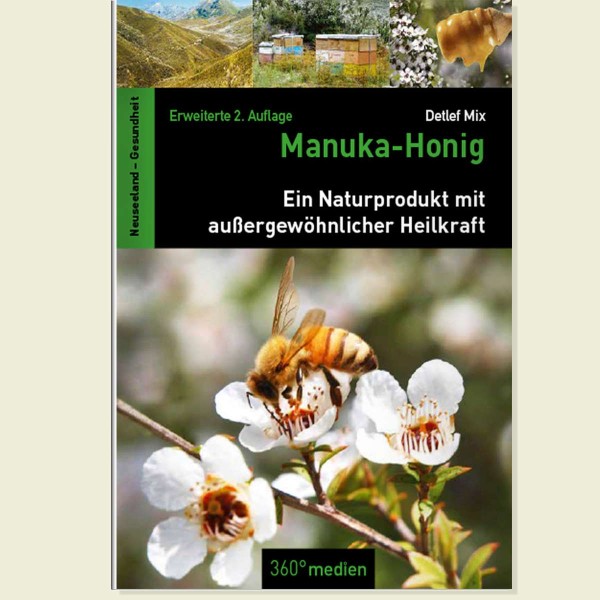 Neuseeland – Gesundheit
Erweiterte 2. Auflage
Detlef Mix
Manuka-Honig
Ein Naturprodukt mit
außergewöhnlicher Heilkraft
360° medien